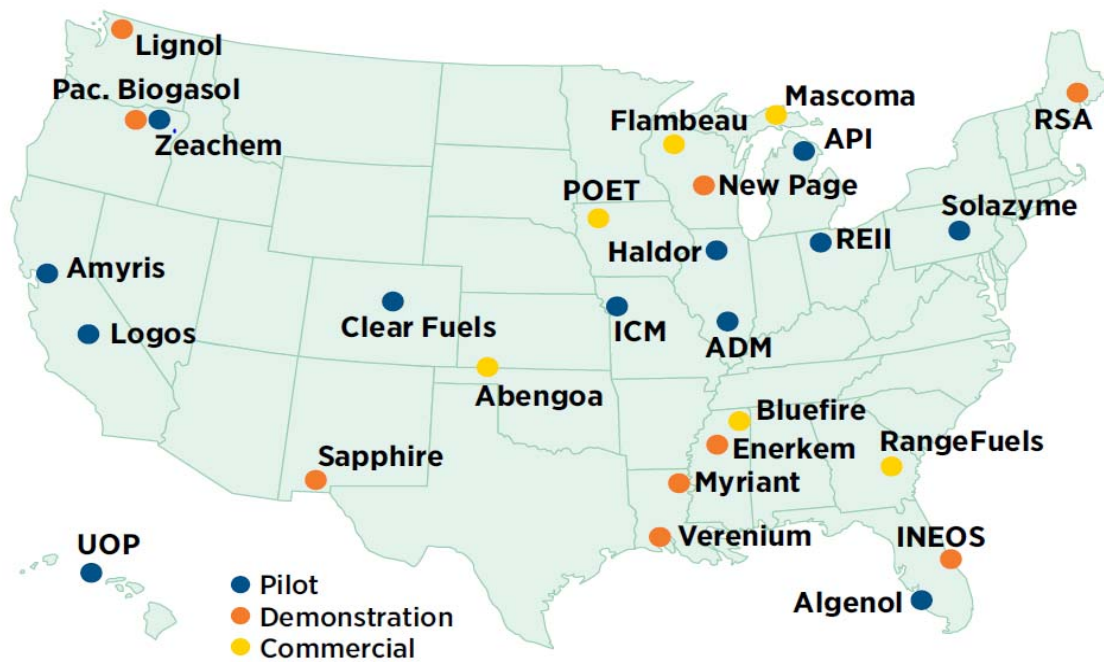 Lignol
Pac. Biogasol
Zeachem
Flambeau
Mascoma
API
RSA
POET
New Page
Solazyme
Haldor
REII
Amyris
Logos
Clear Fuels
ICM
ADM
Abengoa
Bluefire
Enerkem
RangeFuels
Sapphire
Myriant
Verenium
INEOS
UOP
Algenol
Pilot
Demonstration
Commercial